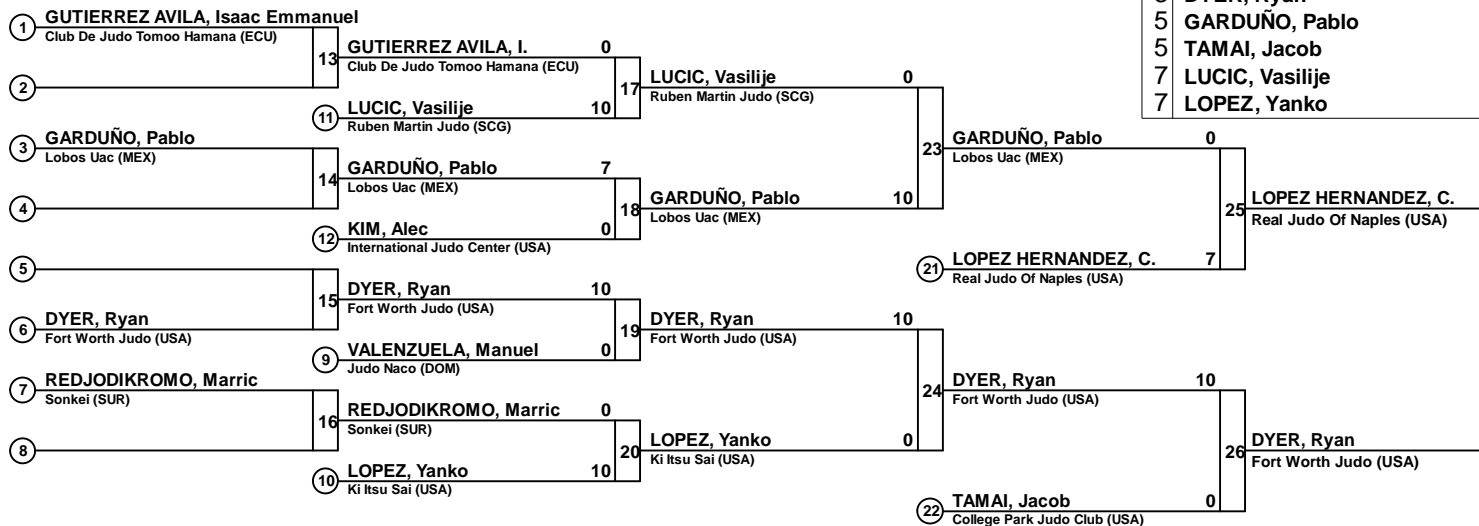 3 DYER, Ryan
5 GARDUÑO, Pablo
5 TAMAI, Jacob
7 LUCIC, Vasilije
7 LOPEZ, Yanko
1 GUTIERREZ AVILA, Isaac Emmanuel
Club De Judo Tomoo Hamana (ECU)
2
3 GARDUÑO, Pablo
Lobos Uac (MEX)
4
5
6 DYER, Ryan
Fort Worth Judo (USA)
7 REDJODIKROMO, Marric
Sonkei (SUR)
8
13
14
15
16
GUTIERREZ AVILA, I. 0
Club De Judo Tomoo Hamana (ECU)
11 LUCIC, Vasilije 10
Ruben Martin Judo (SCG)
GARDUÑO, Pablo 7
Lobos Uac (MEX)
12 KIM, Alec 0
International Judo Center (USA)
DYER, Ryan 10
Fort Worth Judo (USA)
9 VALENZUELA, Manuel 0
Judo Naco (DOM)
REDJODIKROMO, Marric 0
Sonkei (SUR)
10 LOPEZ, Yanko 10
Ki Itsu Sai (USA)
17
18
19
20
LUCIC, Vasilije 0
Ruben Martin Judo (SCG)
GARDUÑO, Pablo 10
Lobos Uac (MEX)
DYER, Ryan 10
Fort Worth Judo (USA)
LOPEZ, Yanko 0
Ki Itsu Sai (USA)
23
24
GARDUÑO, Pablo 0
Lobos Uac (MEX)
21 LOPEZ HERNANDEZ, C. 7
Real Judo Of Naples (USA)
DYER, Ryan 10
Fort Worth Judo (USA)
22 TAMAI, Jacob 0
College Park Judo Club (USA)
25
26
LOPEZ HERNANDEZ, C.
Real Judo Of Naples (USA)
DYER, Ryan
Fort Worth Judo (USA)